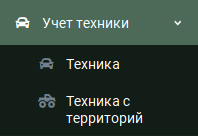 Учет техники
Техника
Техника с
территорий